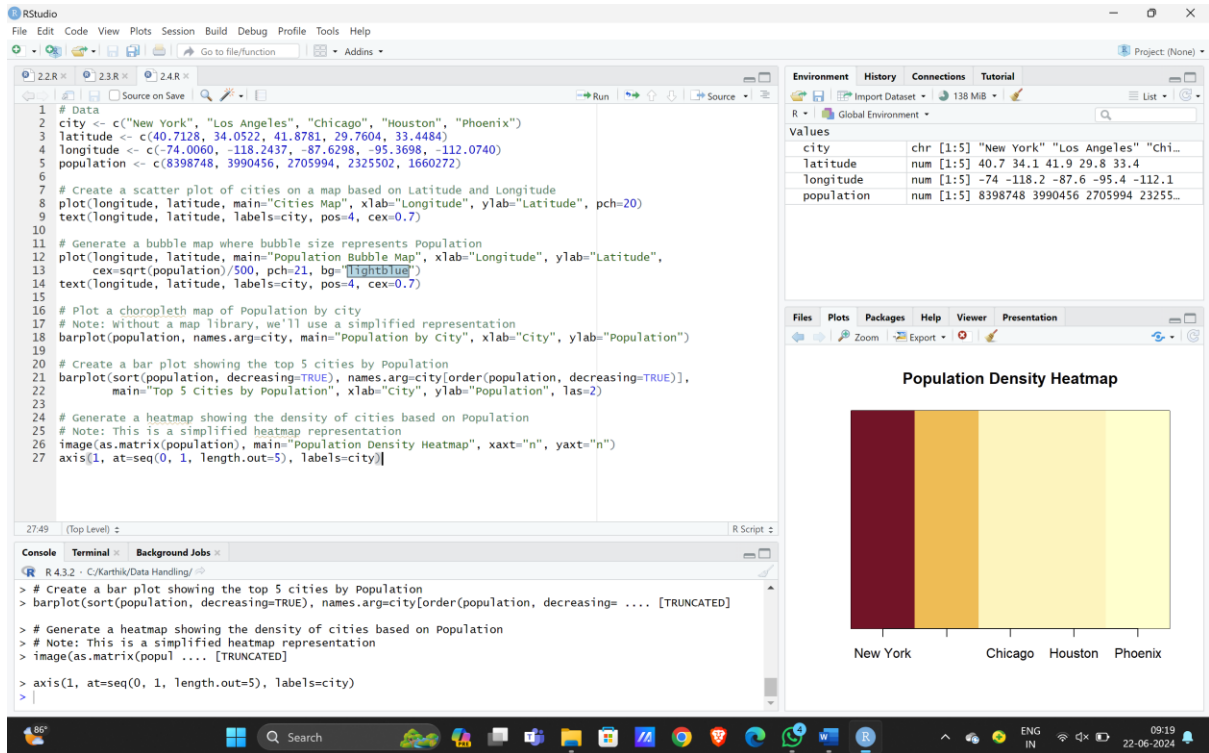 RStudio
File Edit Code View Plots Session Build Debug Profile Tools Help
Go to file/function Addins Project: (None)
2.2.R 2.3.R 2.4.R
Source on Save Run Source
1 # Data
2 city <- c("New York", "Los Angeles", "Chicago", "Houston", "Phoenix")
3 latitude <- c(40.7128, 34.0522, 41.8781, 29.7604, 33.4484)
4 longitude <- c(-74.0060, -118.2437, -87.6298, -95.3698, -112.0740)
5 population <- c(8398748, 3990456, 2705994, 2325502, 1660272)
6
7 # Create a scatter plot of cities on a map based on Latitude and Longitude
8 plot(longitude, latitude, main="Cities Map", xlab="Longitude", ylab="Latitude", pch=20)
9 text(longitude, latitude, labels=city, pos=4, cex=0.7)
10
11 # Generate a bubble map where bubble size represents Population
12 plot(longitude, latitude, main="Population Bubble Map", xlab="Longitude", ylab="Latitude",
13 cex=sqrt(population)/500, pch=21, bg="lightblue")
14 text(longitude, latitude, labels=city, pos=4, cex=0.7)
15
16 # Plot a choropleth map of Population by city
17 # Note: Without a map library, we'll use a simplified representation
18 barplot(population, names.arg=city, main="Population by City", xlab="City", ylab="Population")
19
20 # Create a bar plot showing the top 5 cities by Population
21 barplot(sort(population, decreasing=TRUE), names.arg=city[order(population, decreasing=TRUE)],
22 main="Top 5 Cities by Population", xlab="City", ylab="Population", las=2)
23
24 # Generate a heatmap showing the density of cities based on Population
25 # Note: This is a simplified heatmap representation
26 image(as.matrix(population), main="Population Density Heatmap", xaxt="n", yaxt="n")
27 axis(1, at=seq(0, 1, length.out=5), labels=city)
27:49 (Top Level) R Script
Console Terminal Background Jobs
R 4.3.2 · C:/Karthik/Data Handling/
> # Create a bar plot showing the top 5 cities by Population
> barplot(sort(population, decreasing=TRUE), names.arg=city[order(population, decreasing= .... [TRUNCATED]
> # Generate a heatmap showing the density of cities based on Population
> # Note: This is a simplified heatmap representation
> image(as.matrix(popul .... [TRUNCATED]
> axis(1, at=seq(0, 1, length.out=5), labels=city)
>
Environment History Connections Tutorial
Import Dataset 138 MiB List
R Global Environment
Values
city chr [1:5] "New York" "Los Angeles" "Chi…
latitude num [1:5] 40.7 34.1 41.9 29.8 33.4
longitude num [1:5] -74 -118.2 -87.6 -95.4 -112.1
population num [1:5] 8398748 3990456 2705994 23255…
Files Plots Packages Help Viewer Presentation
Zoom Export
Population Density Heatmap
New York Chicago Houston Phoenix
86°
Search
PRE
4
W
R
ENG
IN
09:19
22-06-2024